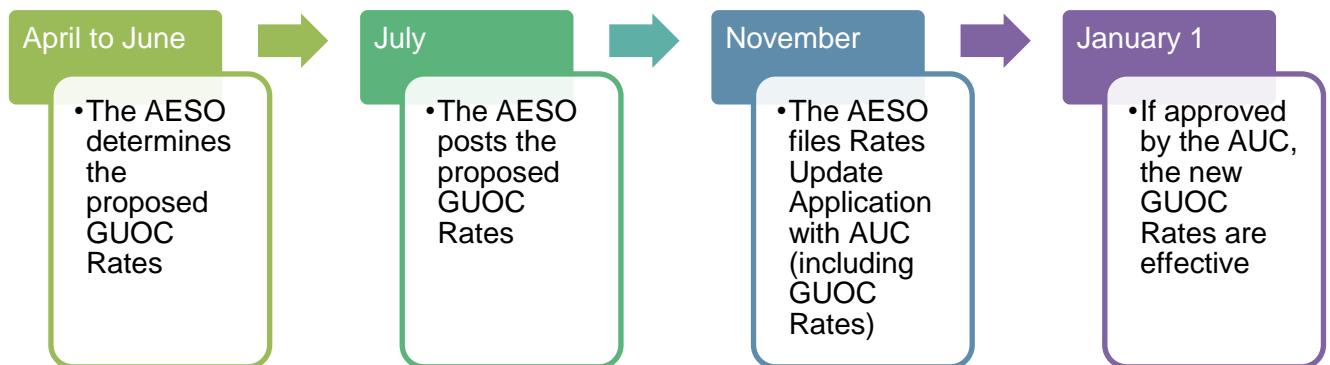 April to June
•The AESO
determines
the
proposed
GUOC
Rates
July
•The AESO
posts the
proposed
GUOC
Rates
November
•The AESO
files Rates
Update
Application
with AUC
(including
GUOC
Rates)
January 1
•If approved
by the AUC,
the new
GUOC
Rates are
effective